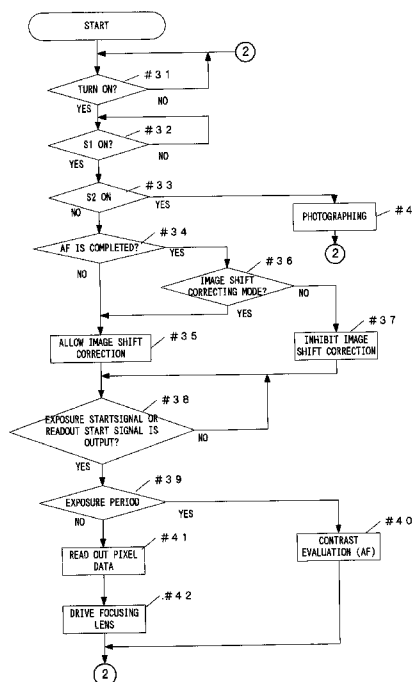 START
2
#31
TURN ON?
NO
YES
#32
S1 ON?
NO
YES
#33
S2 ON
YES
NO
PHOTOGRAPHING
#4
2
#34
AF IS COMPLETED?
YES
NO
#36
IMAGE SHIFT
CORRECTING MODE?
NO
YES
#35
ALLOW IMAGE SHIFT
CORRECTION
#37
INHIBIT IMAGE
SHIFT CORRECTION
#38
EXPOSURE STARTSIGNAL OR
READOUT START SIGNAL IS
OUTPUT?
NO
YES
#39
EXPOSURE PERIOD
YES
NO
#40
CONTRAST
EVALUATION (AF)
#41
READ OUT PIXEL
DATA
.#42
DRIVE FOCUSING
LENS
2